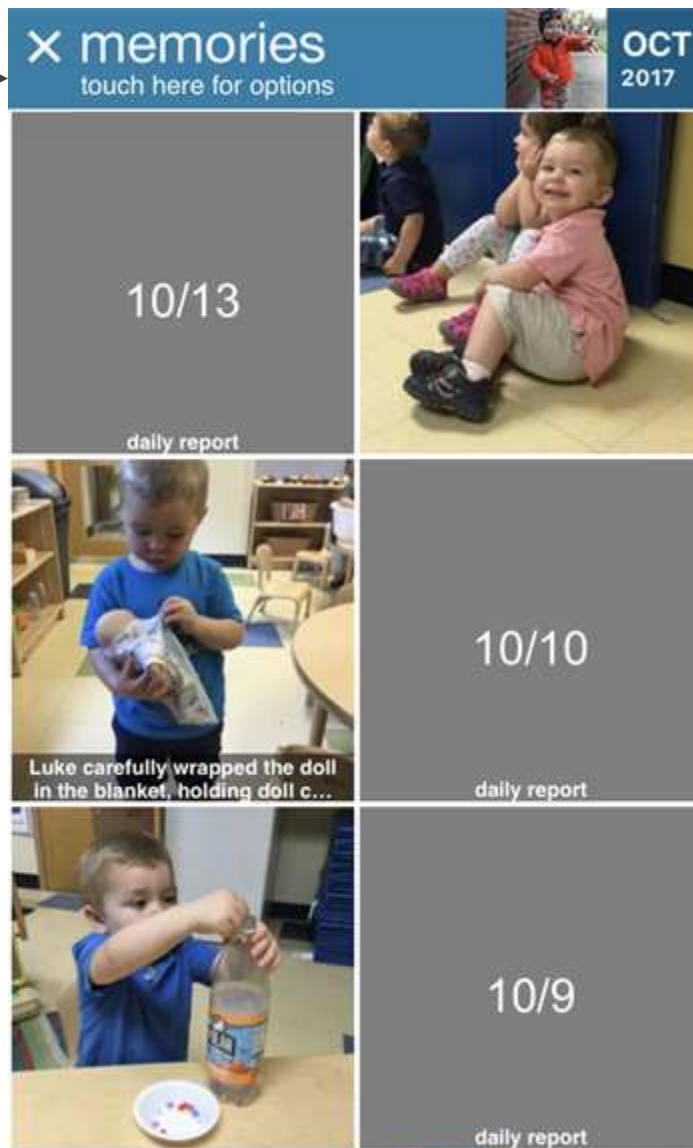 memories
touch here for options
OCT
2017
10/13
daily report
Luke carefully wrapped the doll
in the blanket, holding doll c...
10/10
daily report
10/9
daily report